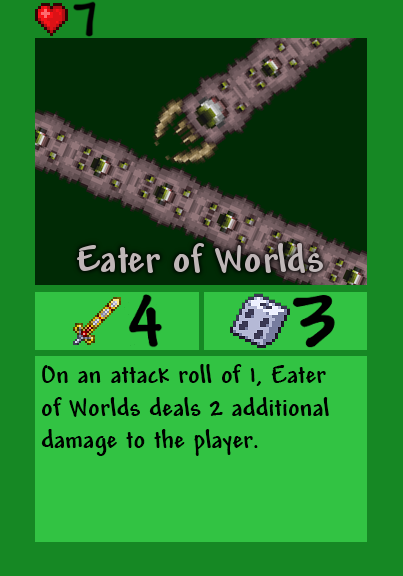 7
Eater of Worlds
4 3
On an attack roll of 1, Eater
of Worlds deals 2 additional
damage to the player.